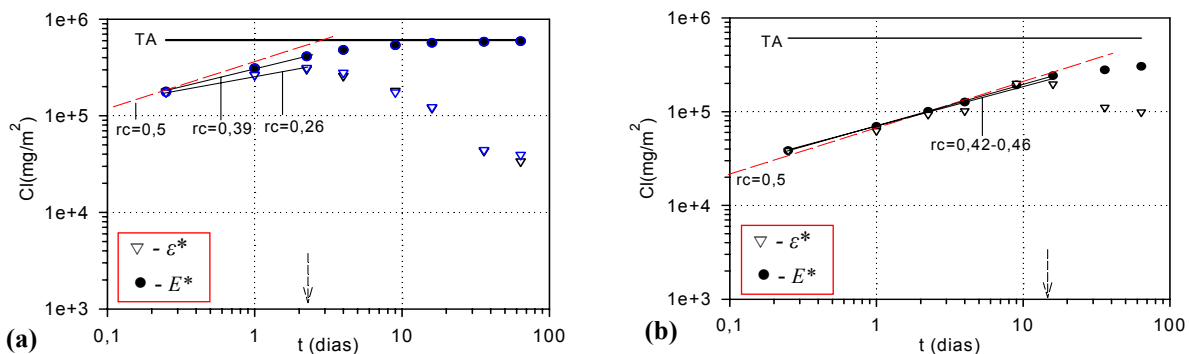 1e+6
TA
1e+5
rc=0,5
rc=0,39
rc=0,26
Cl(mg/m²)
1e+4
- ε*
- E*
1e+3
0,1
1
10
100
t (dias)
(a)
1e+6
TA
1e+5
rc=0,42-0,46
rc=0,5
Cl(mg/m²)
1e+4
- ε*
- E*
1e+3
0,1
1
10
100
t (dias)
(b)